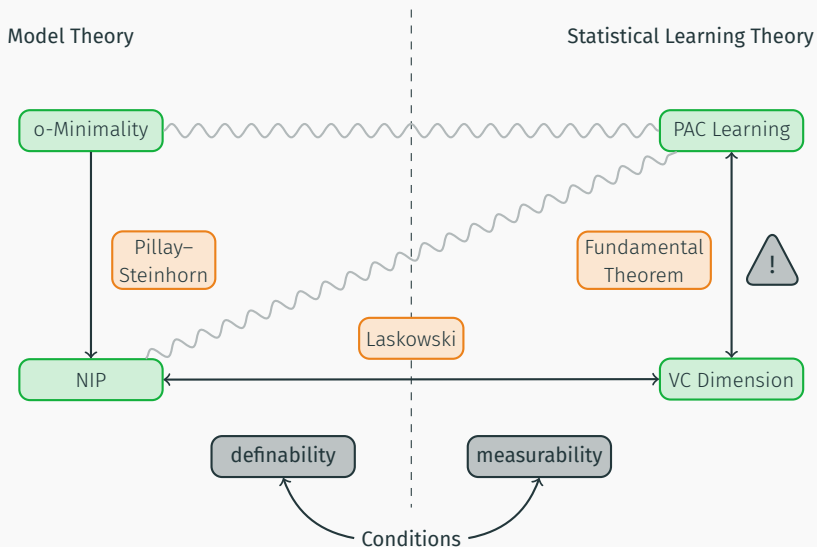 Model Theory
Statistical Learning Theory
o-Minimality
PAC Learning
Pillay–
Steinhorn
Fundamental
Theorem
!
Laskowski
NIP
VC Dimension
definability
measurability
Conditions